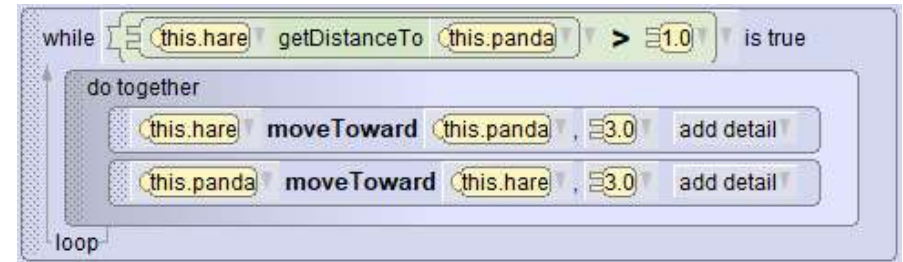 while this.hare getDistanceTo this.panda > 1.0 is true
do together
this.hare moveToward this.panda , 3.0 add detail
this.panda moveToward this.hare , 3.0 add detail
loop